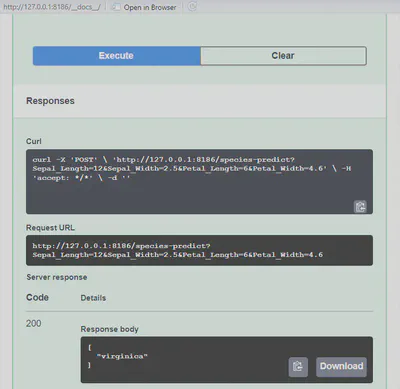 http://127.0.0.1:8186/__docs__/ Open in Browser
Execute Clear
Responses
Curl
curl -X 'POST' \ 'http://127.0.0.1:8186/species-predict?
Sepal_Length=12&Sepal_Width=2.5&Petal_Length=6&Petal_Width=4.6' \ -H
'accept: */*' \ -d ''
Request URL
http://127.0.0.1:8186/species-predict?
Sepal_Length=12&Sepal_Width=2.5&Petal_Length=6&Petal_Width=4.6
Server response
Code Details
200
Response body
[
"virginica"
]
Download